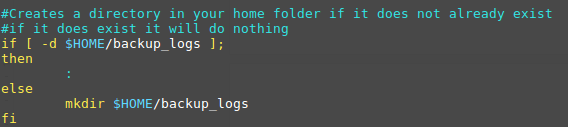 #Creates a directory in your home folder if it does not already exist
#if it does exist it will do nothing
if [ -d $HOME/backup_logs ];
then
        :
else
        mkdir $HOME/backup_logs
fi